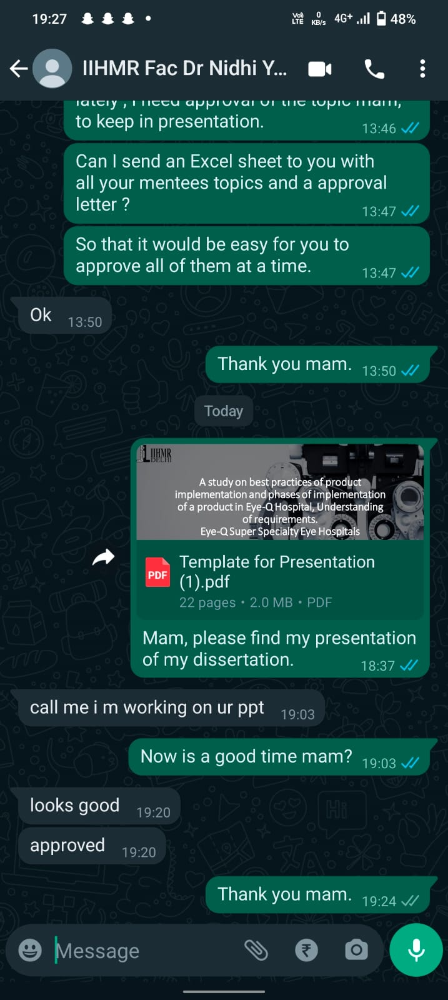 19:27
Vo) LTE 0 KB/s 4G+ 48%
IIHMR Fac Dr Nidhi Y...
lately , I need approval of the topic mam,
to keep in presentation.
13:46
Can I send an Excel sheet to you with
all your mentees topics and a approval
letter ?
13:47
So that it would be easy for you to
approve all of them at a time.
13:47
Ok 13:50
Thank you mam. 13:50
Today
IIHMR
DELHI
A study on best practices of product
implementation and phases of implementation
of a product in Eye-Q Hospital, Understanding
of requirements.
Eye-Q Super Specialty Eye Hospitals
PDF
Template for Presentation
(1).pdf
22 pages • 2.0 MB • PDF
Mam, please find my presentation
of my dissertation.
18:37
call me i m working on ur ppt 19:03
Now is a good time mam? 19:03
looks good 19:20
approved 19:20
Thank you mam. 19:24
Message